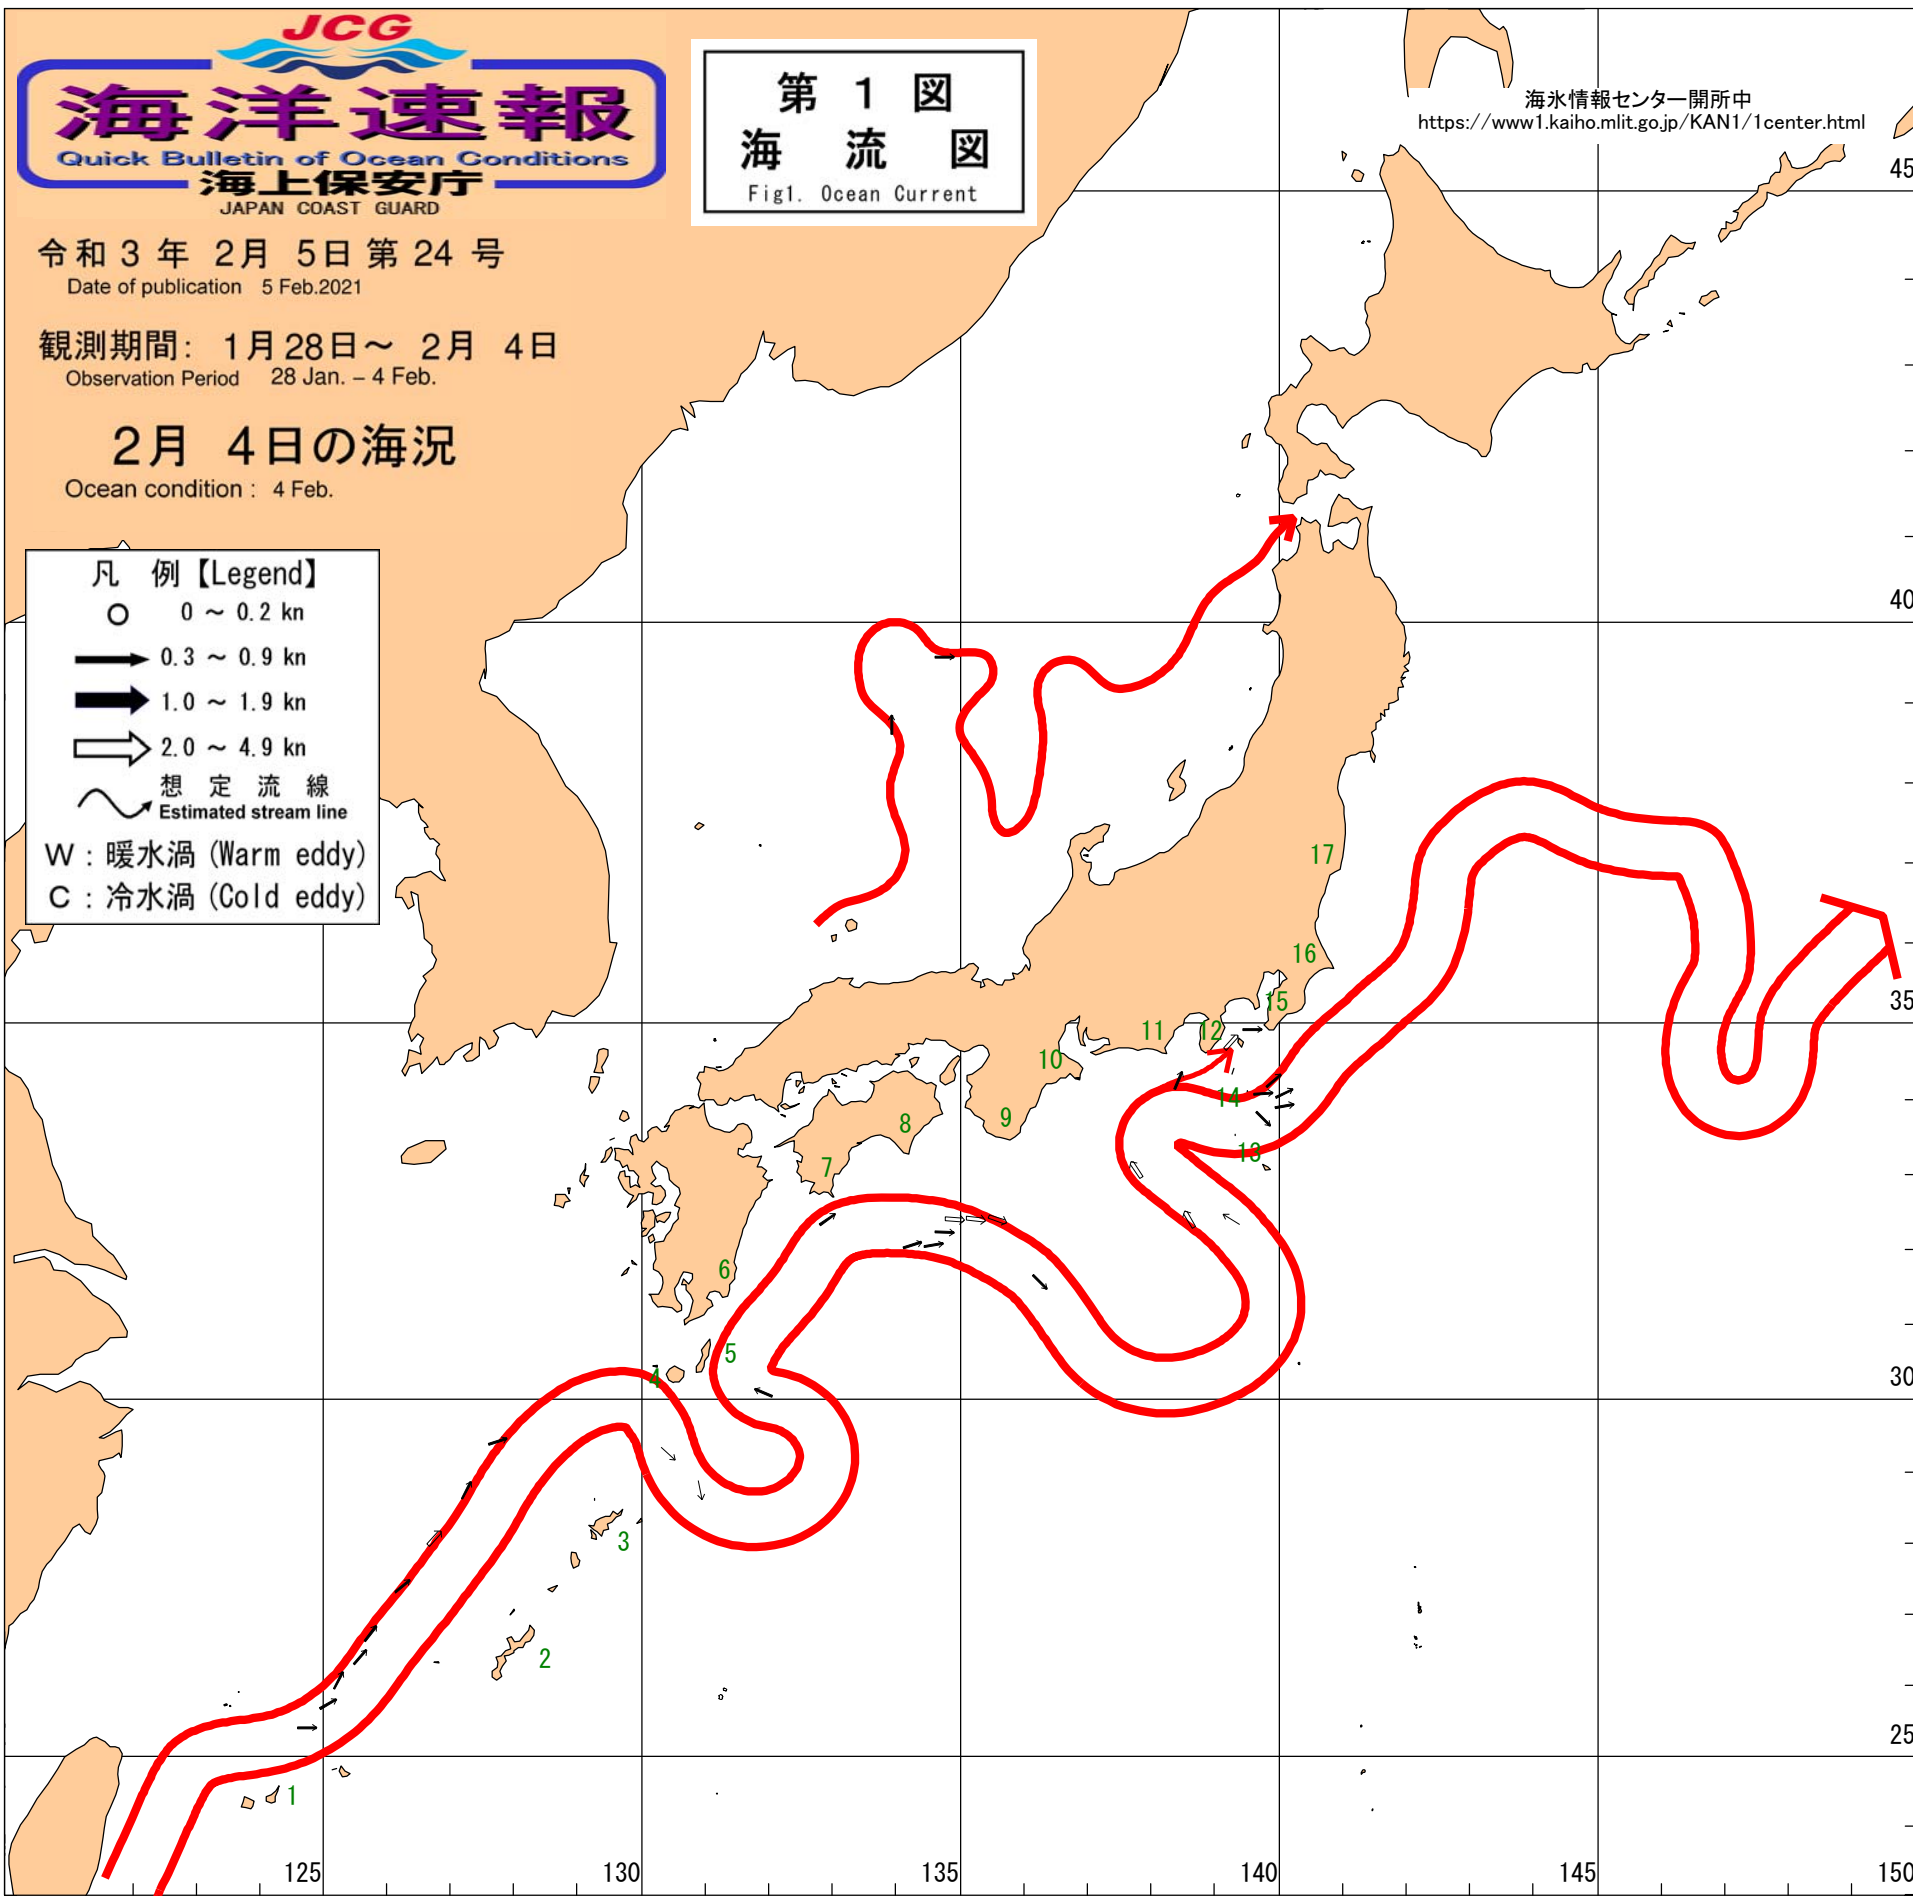 JCG
海洋速報
Quick Bulletin of Ocean Conditions
海上保安庁
JAPAN COAST GUARD
第 1 図
海 流 図
Fig1. Ocean Current
海氷情報センター開所中
https://www1.kaiho.mlit.go.jp/KAN1/1center.html
令和 3 年 2月 5日 第 24 号
Date of publication 5 Feb.2021
観測期間: 1月28日～ 2月 4日
Observation Period 28 Jan. – 4 Feb.
2月 4日の海況
Ocean condition : 4 Feb.
凡 例【Legend】
0 ～ 0.2 kn
0.3 ～ 0.9 kn
1.0 ～ 1.9 kn
2.0 ～ 4.9 kn
想 定 流 線
Estimated stream line
W : 暖水渦 (Warm eddy)
C : 冷水渦 (Cold eddy)
45
40
35
30
25
17
16
15
12
11
10
14
9
8
13
7
6
5
4
3
2
1
125
130
135
140
145
150